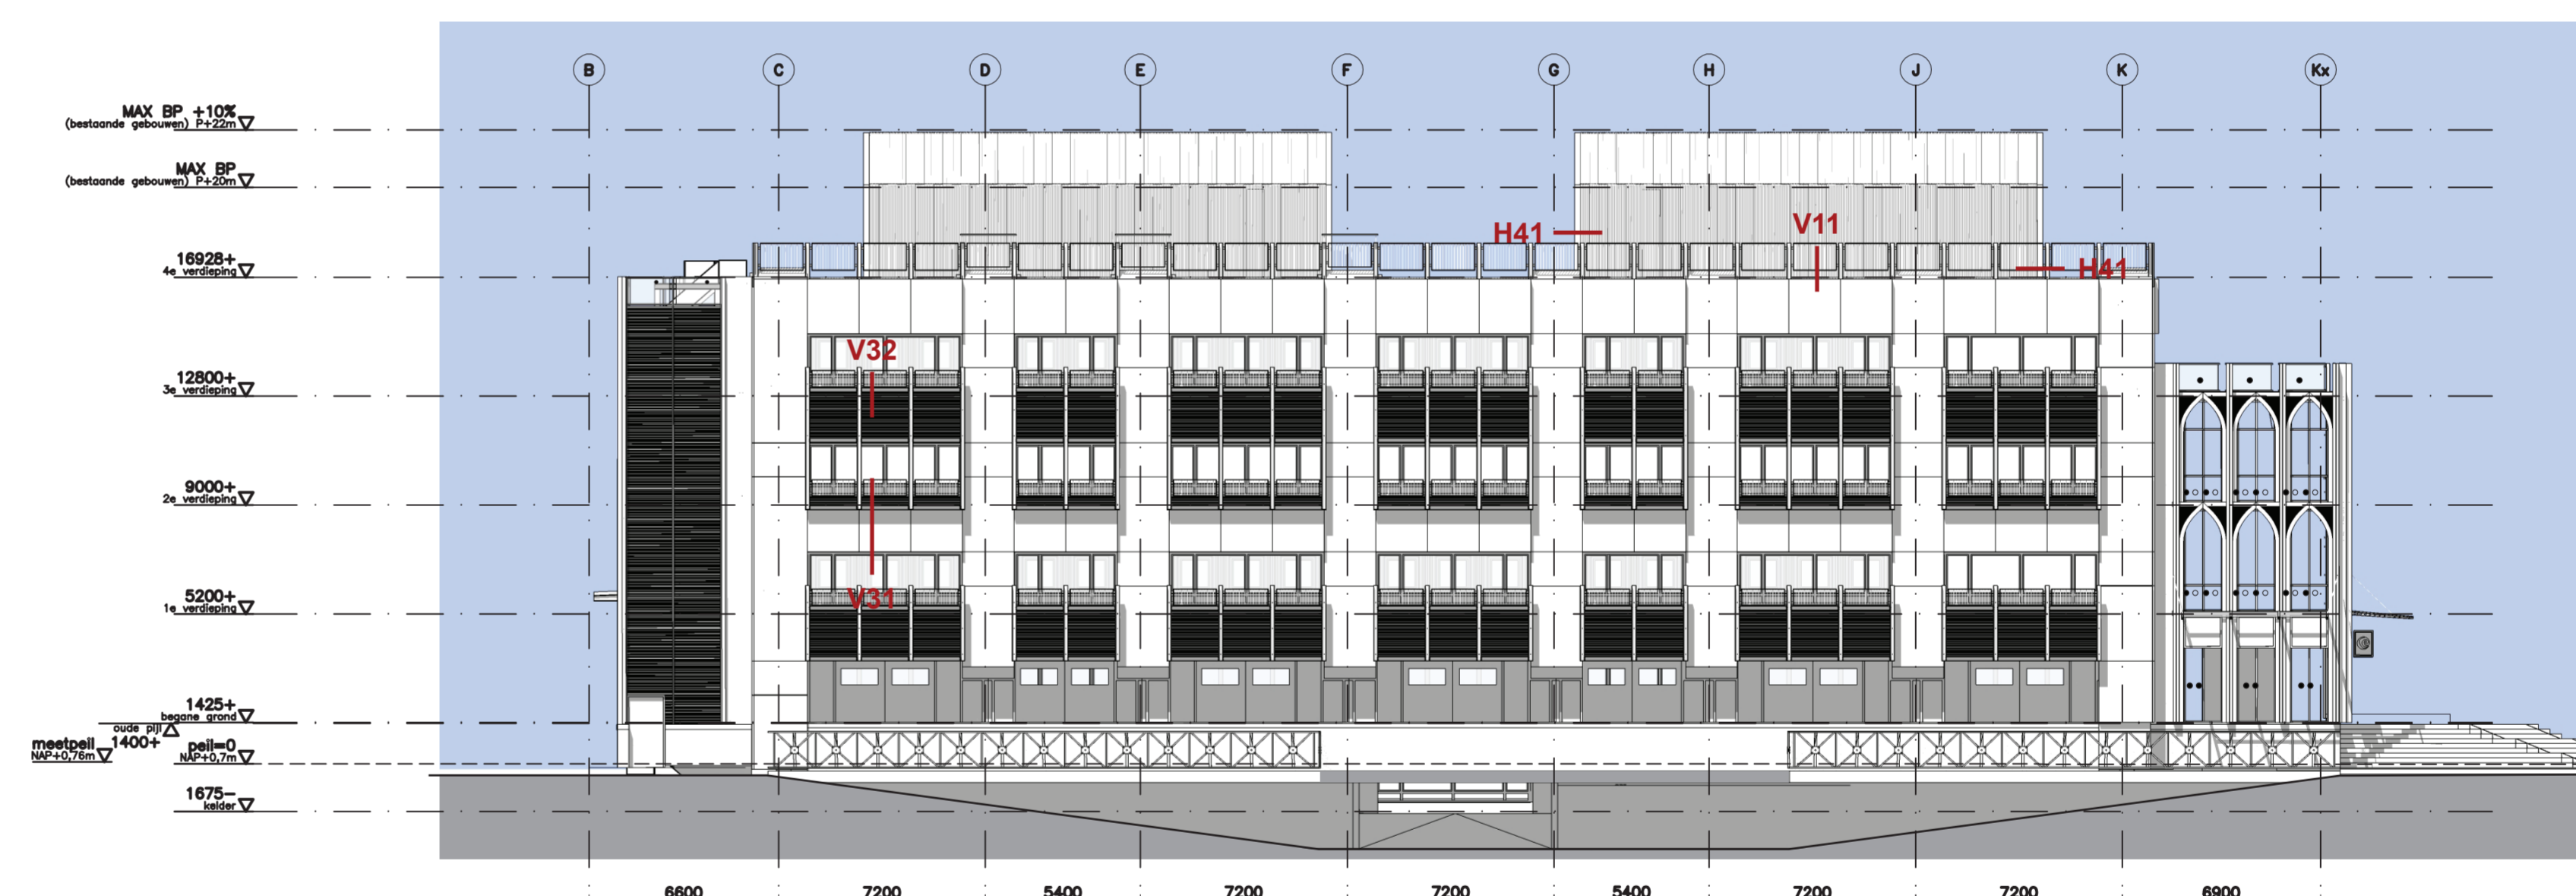 B C D E F G H J K Kx
MAX BP +10%
(bestaande gebouwen) P+22m
MAX BP
(bestaande gebouwen) P+20m
H41
V11
16928+
4e verdieping
H41
V32
12800+
3e verdieping
9000+
2e verdieping
5200+
1e verdieping
V31
1425+
begane grond
oude pijl
1400+
meetpeil
NAP+0,76m
peil=0
NAP+0,7m
1675-
kelder
6600 7200 5400 7200 7200 5400 7200 7200 6900